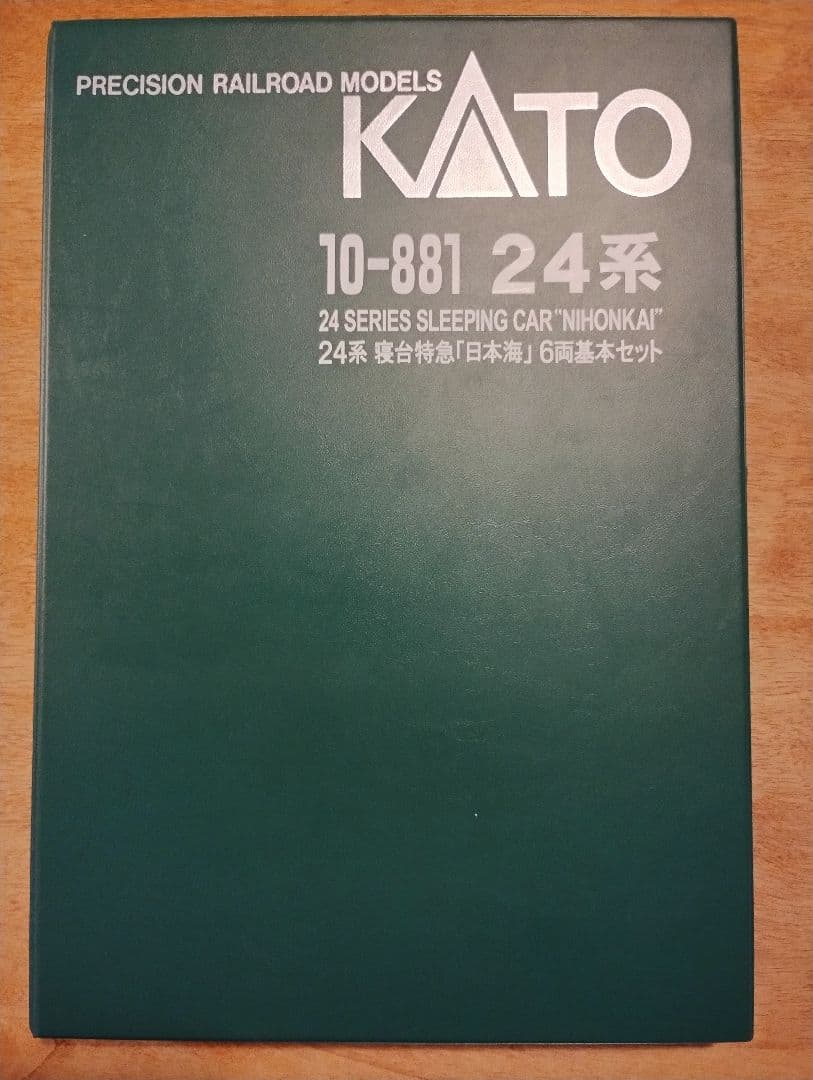 PRECISION RAILROAD MODELS
KATO
10-881 24系
24 SERIES SLEEPING CAR "NIHONKAI"
24系 寝台特急「日本海」 6両基本セット